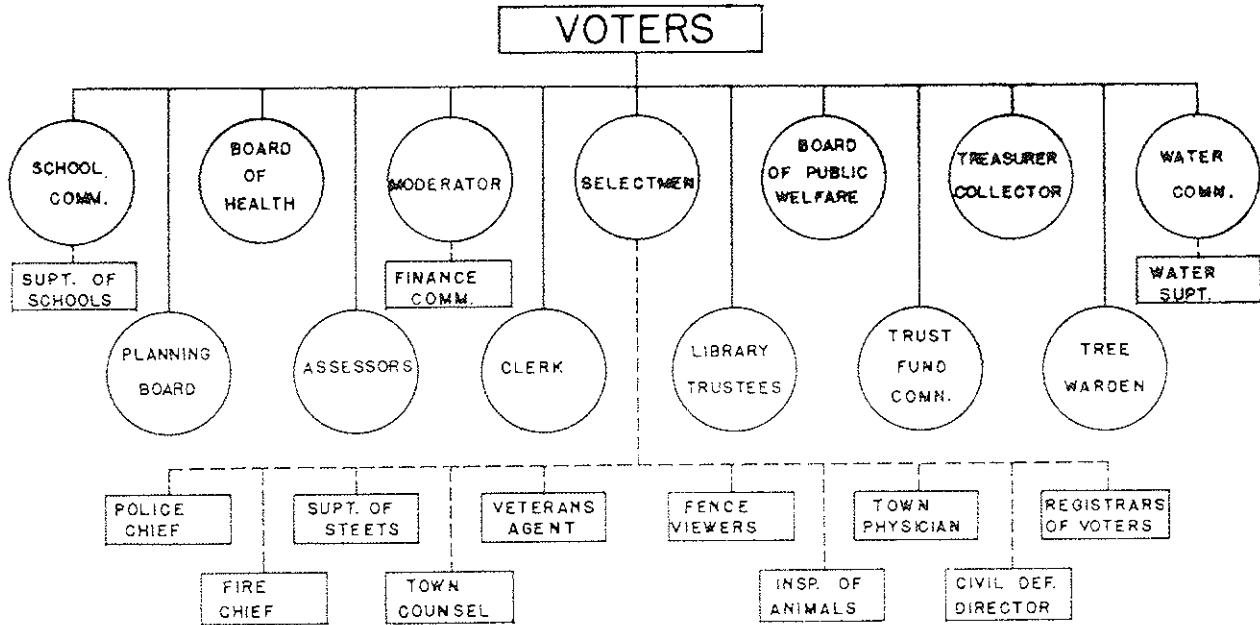 VOTERS
SCHOOL.
COMM.
BOARD
OF
HEALTH
MODERATOR
SELECTMEN
BOARD
OF PUBLIC
WELFARE
TREASURER
COLLECTOR
WATER
COMM.
SUPT. OF
SCHOOLS
FINANCE
COMM.
WATER
SUPT.
PLANNING
BOARD
ASSESSORS
CLERK
LIBRARY
TRUSTEES
TRUST
FUND
COMN.
TREE
WARDEN
POLICE
CHIEF
SUPT. OF
STEETS
VETERANS
AGENT
FENCE
VIEWERS
TOWN
PHYSICIAN
REGISTRARS
OF VOTERS
FIRE
CHIEF
TOWN
COUNSEL
INSP. OF
ANIMALS
CIVIL DEF.
DIRECTOR